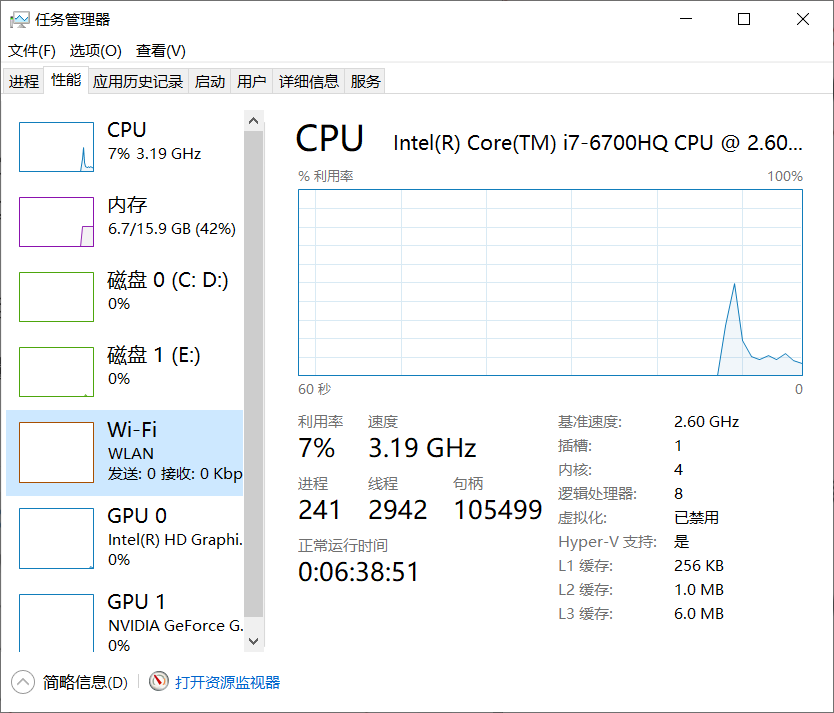 任务管理器
文件(F) 选项(O) 查看(V)
进程 性能 应用历史记录 启动 用户 详细信息 服务
CPU
7% 3.19 GHz
内存
6.7/15.9 GB (42%)
磁盘 0 (C: D:)
0%
磁盘 1 (E:)
0%
Wi-Fi
WLAN
发送: 0 接收: 0 Kbp
GPU 0
Intel(R) HD Graphi.
0%
GPU 1
NVIDIA GeForce G.
0%
CPU Intel(R) Core(TM) i7-6700HQ CPU @ 2.60...
% 利用率 100%
60 秒 0
利用率 速度
7% 3.19 GHz
进程 线程 句柄
241 2942 105499
正常运行时间
0:06:38:51
基准速度: 2.60 GHz
插槽: 1
内核: 4
逻辑处理器: 8
虚拟化: 已禁用
Hyper-V 支持: 是
L1 缓存: 256 KB
L2 缓存: 1.0 MB
L3 缓存: 6.0 MB
简略信息(D) 打开资源监视器